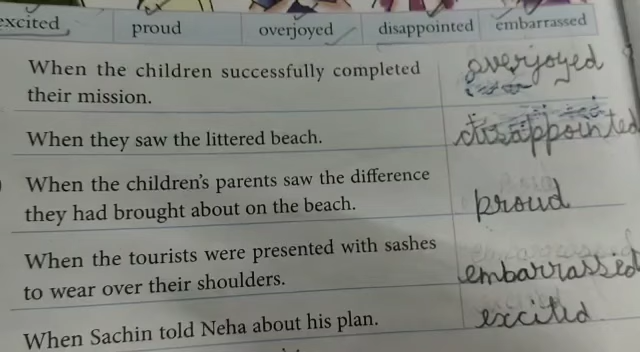 excited proud overjoyed disappointed embarrassed
When the children successfully completed overjoyed
their mission.
When they saw the littered beach. disappointed
When the children's parents saw the difference
they had brought about on the beach. proud
When the tourists were presented with sashes
to wear over their shoulders. embarrassed
When Sachin told Neha about his plan. excited